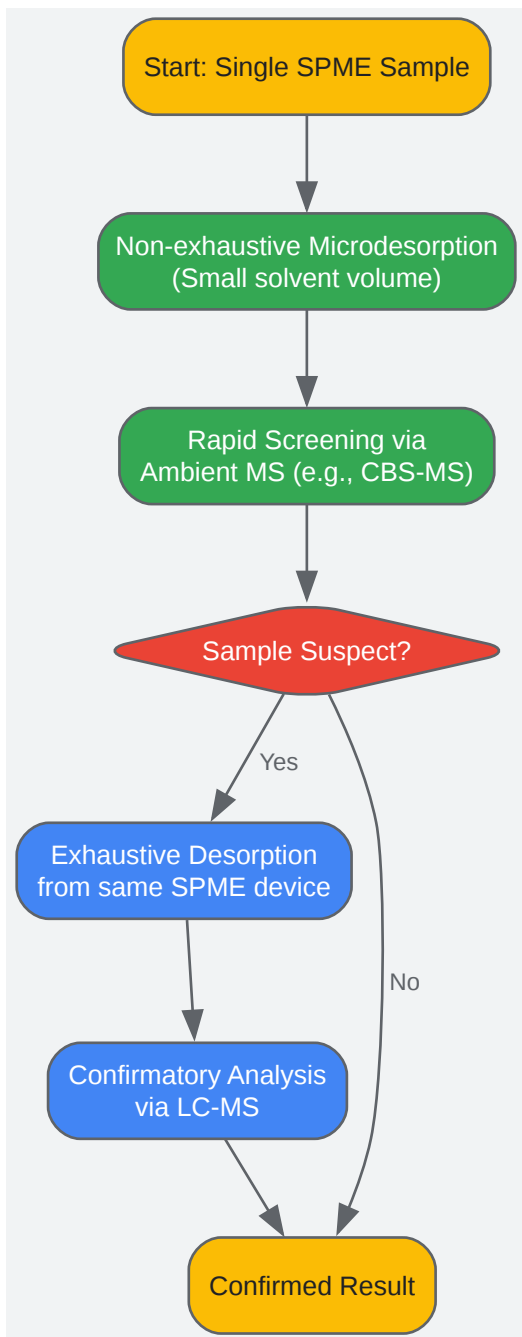 Start: Single SPME Sample
Non-exhaustive Microdesorption
(Small solvent volume)
Rapid Screening via
Ambient MS (e.g., CBS-MS)
Sample Suspect?
Yes
Exhaustive Desorption
from same SPME device
No
Confirmatory Analysis
via LC-MS
Confirmed Result